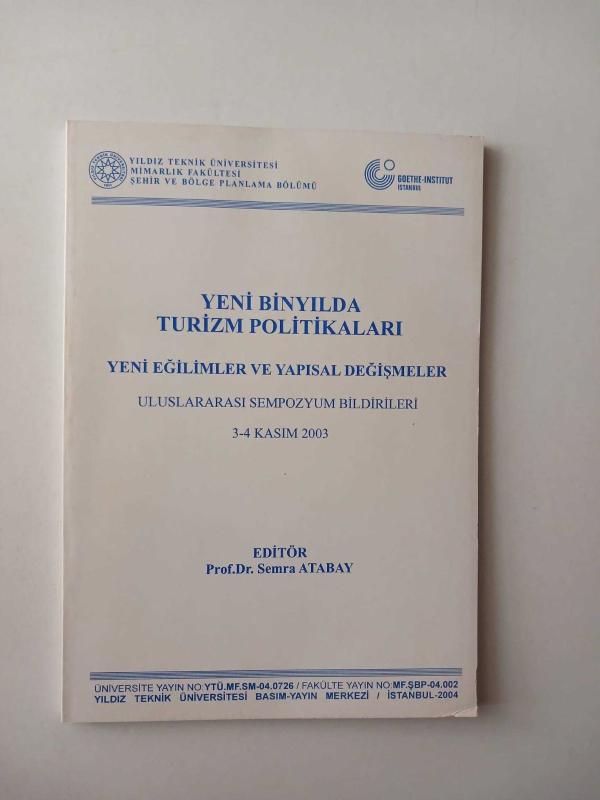 YILDIZ TEKNİK ÜNİVERSİTESİ
MİMARLIK FAKÜLTESİ
ŞEHİR VE BÖLGE PLANLAMA BÖLÜMÜ
GOETHE-INSTITUT
ISTANBUL
YENİ BİNYILDA
TURİZM POLİTİKALARI
YENİ EĞİLİMLER VE YAPISAL DEĞİŞMELER
ULUSLARARASI SEMPOZYUM BİLDİRİLERİ
3-4 KASIM 2003
EDİTÖR
Prof.Dr. Semra ATABAY
ÜNİVERSİTE YAYIN NO:YTÜ.MF.SM-04.0726 / FAKÜLTE YAYIN NO:MF.ŞBP-04.002
YILDIZ TEKNİK ÜNİVERSİTESİ BASIM-YAYIN MERKEZİ / İSTANBUL-2004